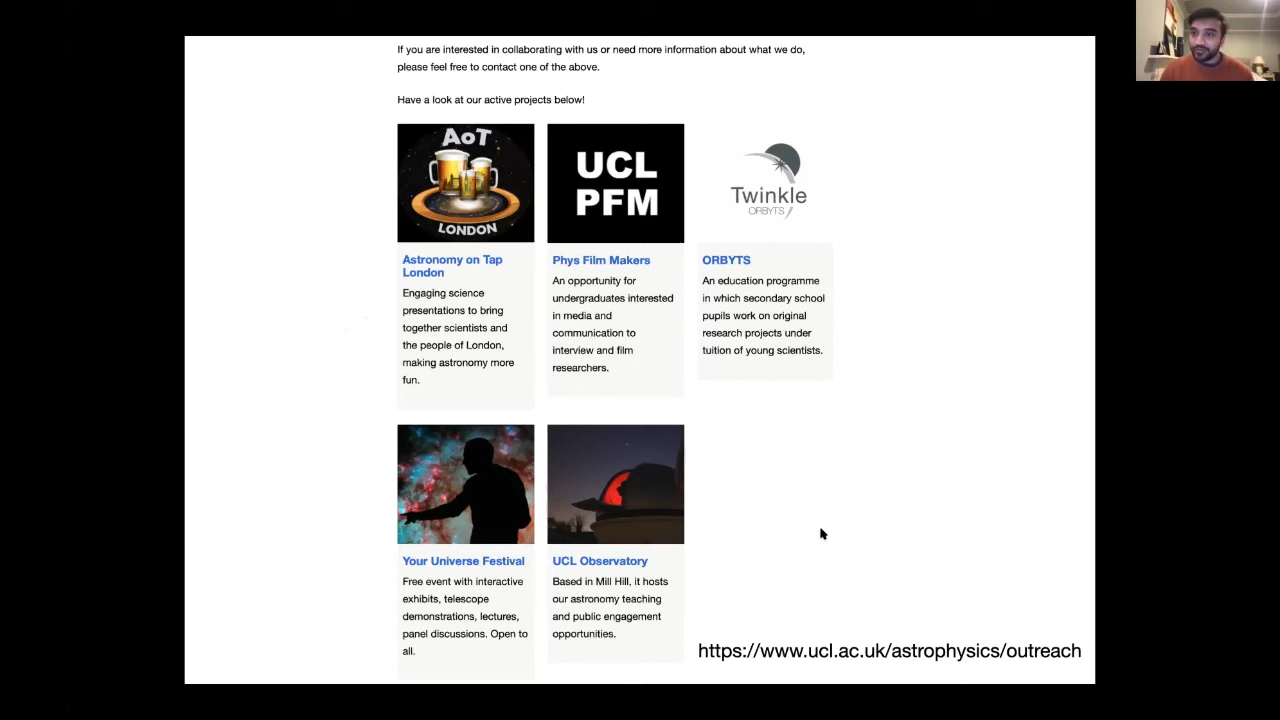 If you are interested in collaborating with us or need more information about what we do,
please feel free to contact one of the above.
Have a look at our active projects below!
AoT
LONDON
Astronomy on Tap
London
Engaging science
presentations to bring
together scientists and
the people of London,
making astronomy more
fun.
UCL
PFM
Phys Film Makers
An opportunity for
undergraduates interested
in media and
communication to
interview and film
researchers.
Twinkle
ORBYTS
ORBYTS
An education programme
in which secondary school
pupils work on original
research projects under
tuition of young scientists.
Your Universe Festival
Free event with interactive
exhibits, telescope
demonstrations, lectures,
panel discussions. Open to
all.
UCL Observatory
Based in Mill Hill, it hosts
our astronomy teaching
and public engagement
opportunities.
https://www.ucl.ac.uk/astrophysics/outreach